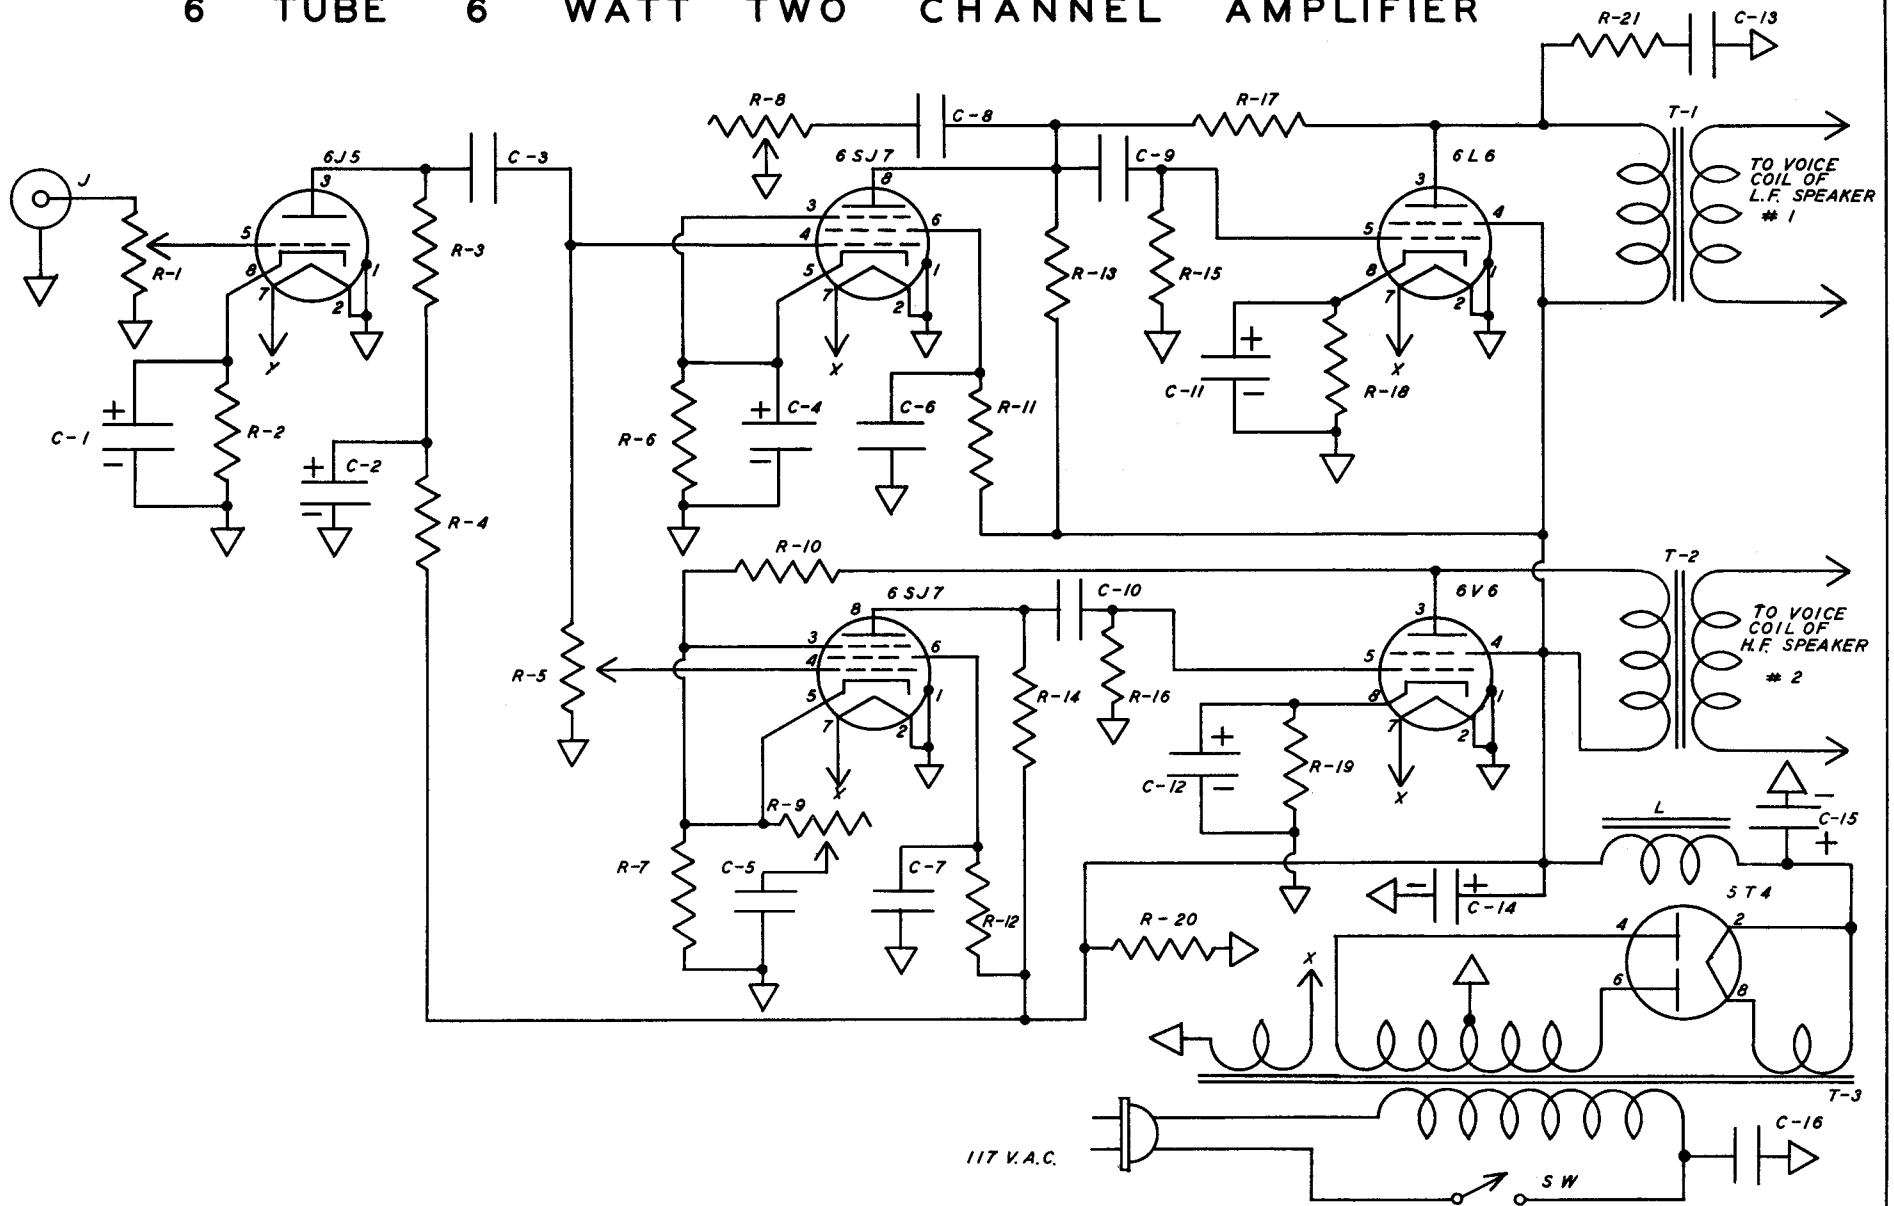 6 TUBE 6 WATT TWO CHANNEL AMPLIFIER
R-21 C-13
R-8 C-8 R-17 T-1
J 6J5 C-3 6SJ7 C-9 6L6
3 8 3
TO VOICE
COIL OF
L.F. SPEAKER
# 1
5 R-1 8 7 2 1 R-3
3 4 5 7 2 1 6 R-13 R-15
5 8 7 2 1 4
Y X X
+ C-1 − R-2
+ C-2 −
R-4
R-6 + C-4 − C-6 R-11
+ C-11 − R-18
R-10 T-2
6SJ7 C-10 6V6
8 3
TO VOICE
COIL OF
H.F. SPEAKER
# 2
R-5 3 4 5 7 2 1 6 R-14 R-16
5 8 7 2 1 4
X X
+ C-12 − R-19
R-9
R-7 C-5 C-7 R-12
L − C-15 +
− + C-14
5T4
4 2
6 8
R-20
X
T-3
117 V.A.C.
C-16
SW